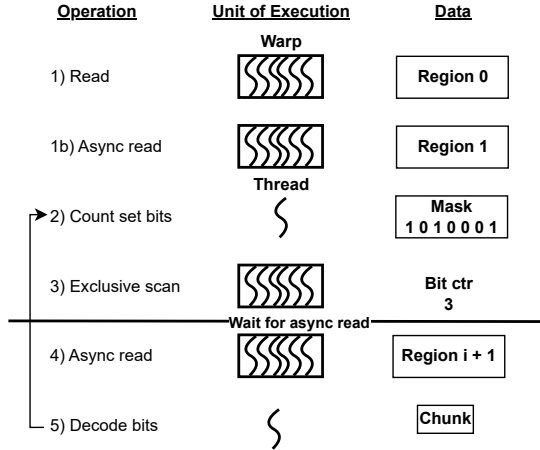 Operation Unit of Execution Data
Warp
1) Read Region 0
1b) Async read Region 1
Thread
2) Count set bits Mask
1 0 1 0 0 0 1
3) Exclusive scan Bit ctr
3
Wait for async read
4) Async read Region i + 1
5) Decode bits Chunk